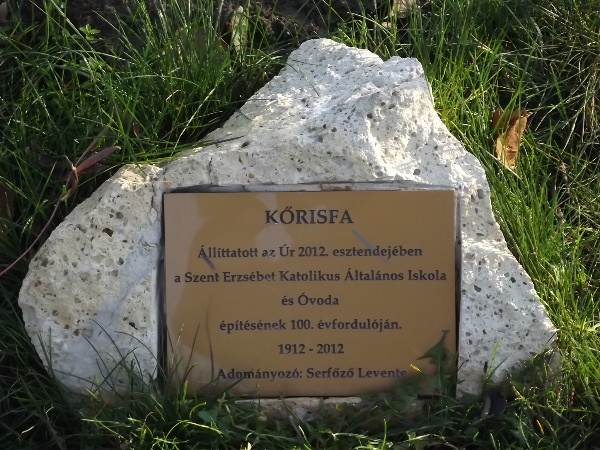 KŐRISFA
Állíttatott az Úr 2012. esztendejében
a Szent Erzsébet Katolikus Általános Iskola
és Óvoda
építésének 100. évfordulóján.
1912 - 2012
Adományozó: Serfőző Levente